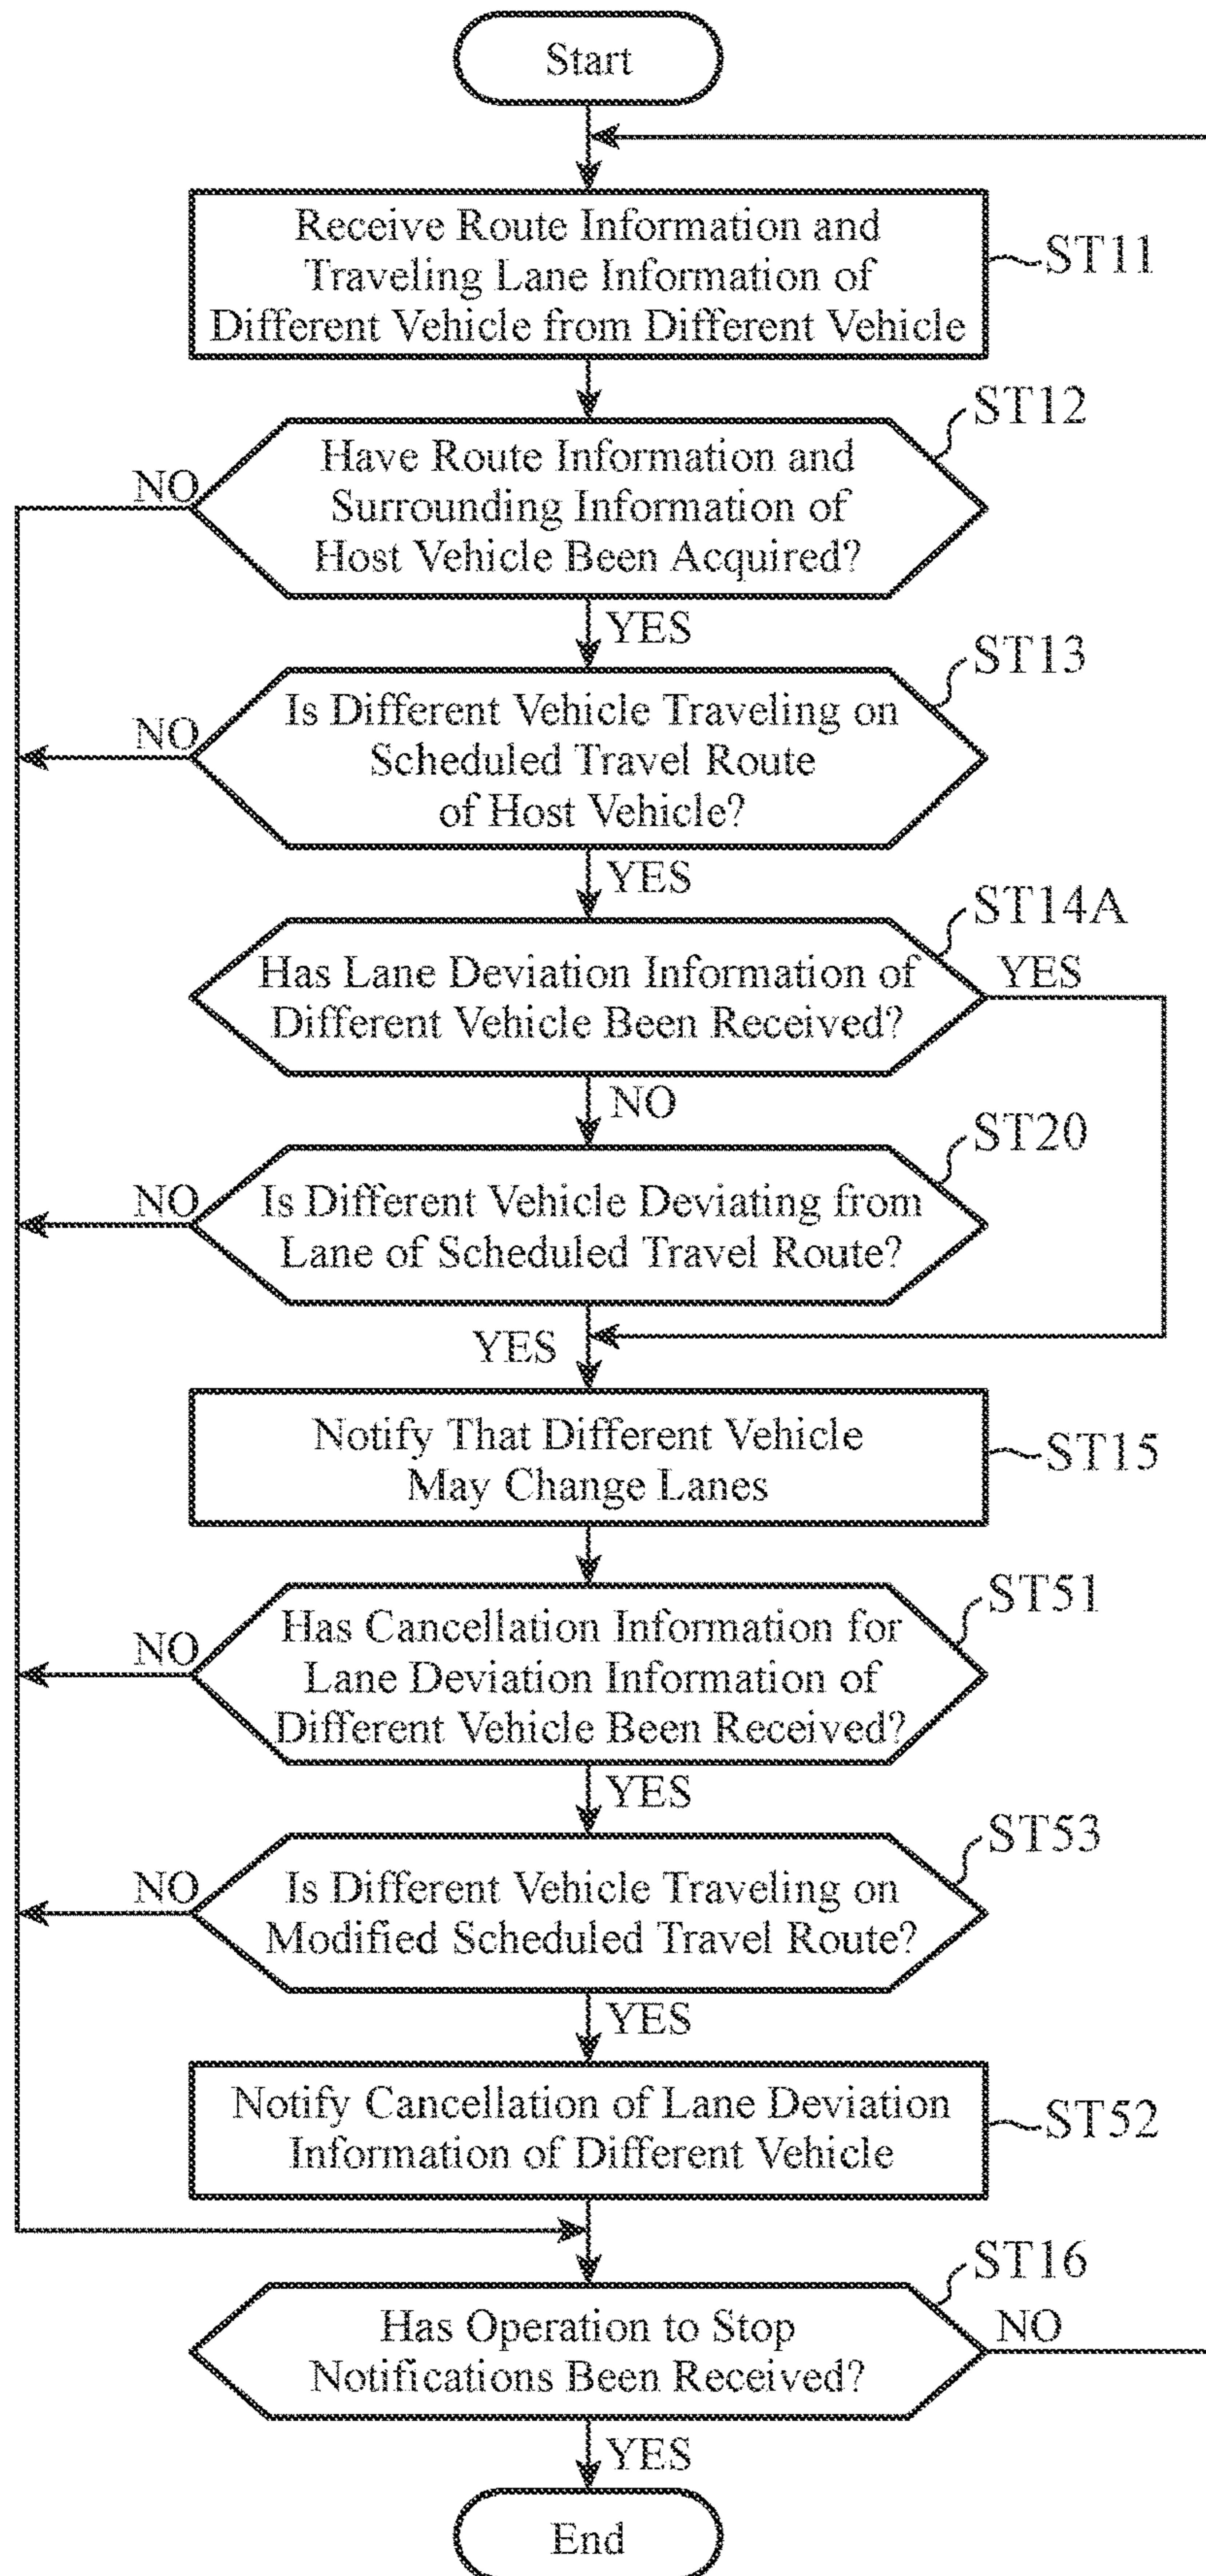 Start
Receive Route Information and
Traveling Lane Information of
Different Vehicle from Different Vehicle
ST11
ST12
Have Route Information and
Surrounding Information of
Host Vehicle Been Acquired?
NO
YES
ST13
Is Different Vehicle Traveling on
Scheduled Travel Route
of Host Vehicle?
NO
YES
ST14A
Has Lane Deviation Information of
Different Vehicle Been Received?
YES
NO
ST20
Is Different Vehicle Deviating from
Lane of Scheduled Travel Route?
NO
YES
Notify That Different Vehicle
May Change Lanes
ST15
ST51
Has Cancellation Information for
Lane Deviation Information of
Different Vehicle Been Received?
NO
YES
ST53
Is Different Vehicle Traveling on
Modified Scheduled Travel Route?
NO
YES
Notify Cancellation of Lane Deviation
Information of Different Vehicle
ST52
ST16
Has Operation to Stop
Notifications Been Received?
NO
YES
End